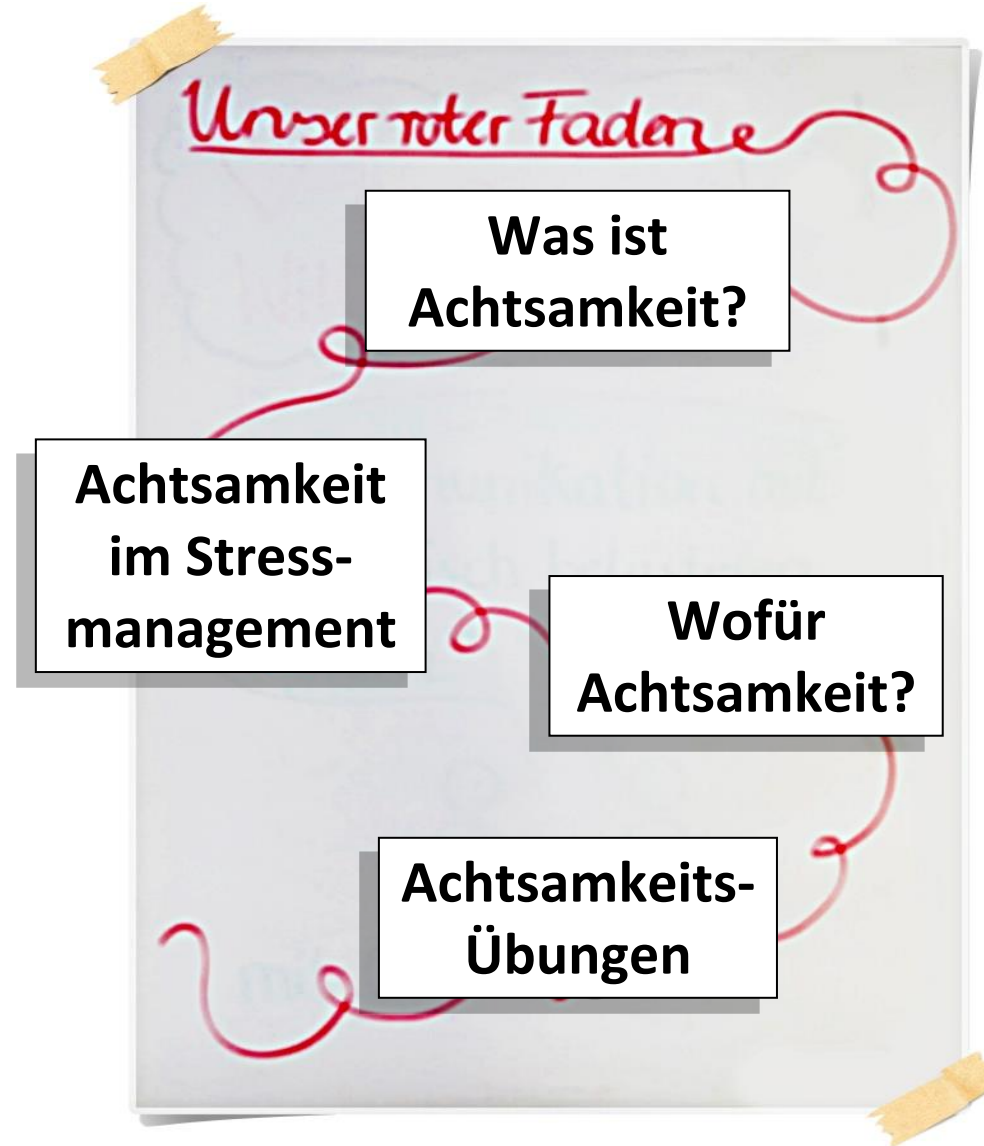 Unser roter Faden
Was ist
Achtsamkeit?
Achtsamkeit
im Stress-
management
Wofür
Achtsamkeit?
Achtsamkeits-
Übungen